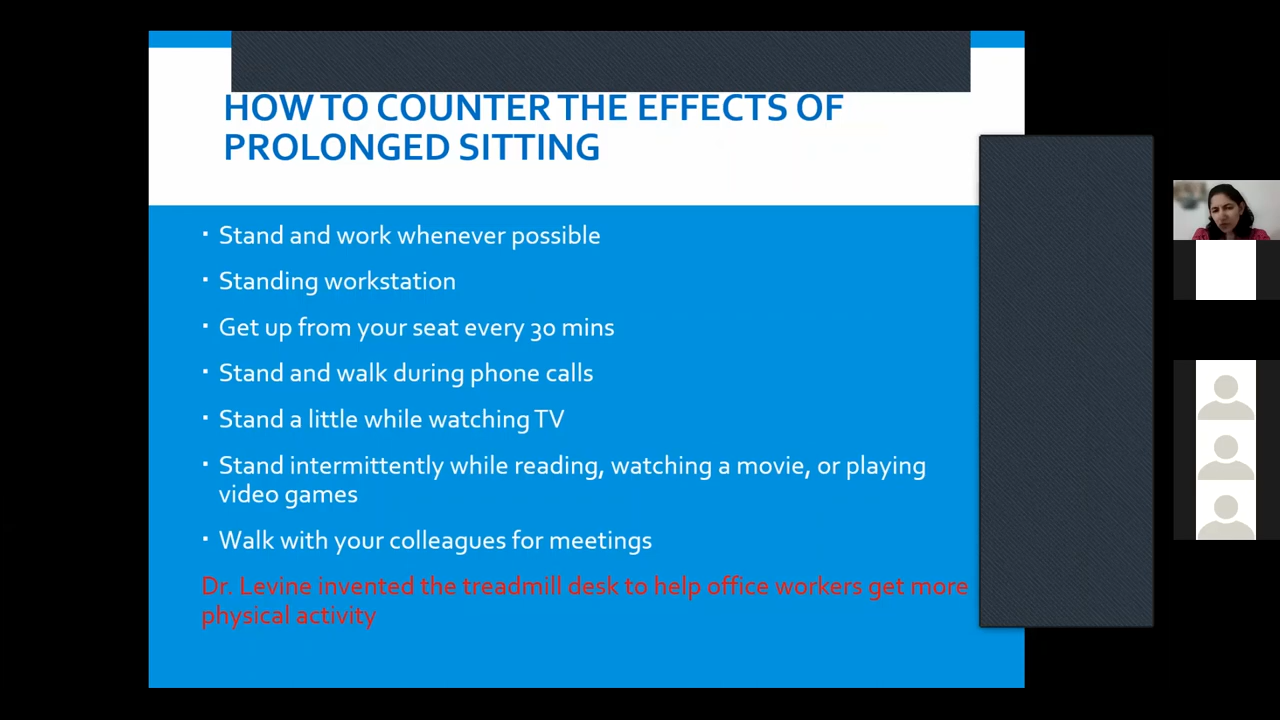 HOW TO COUNTER THE EFFECTS OF
PROLONGED SITTING
▪ Stand and work whenever possible
▪ Standing workstation
▪ Get up from your seat every 30 mins
▪ Stand and walk during phone calls
▪ Stand a little while watching TV
▪ Stand intermittently while reading, watching a movie, or playing
video games
▪ Walk with your colleagues for meetings
Dr. Levine invented the treadmill desk to help office workers get more
physical activity